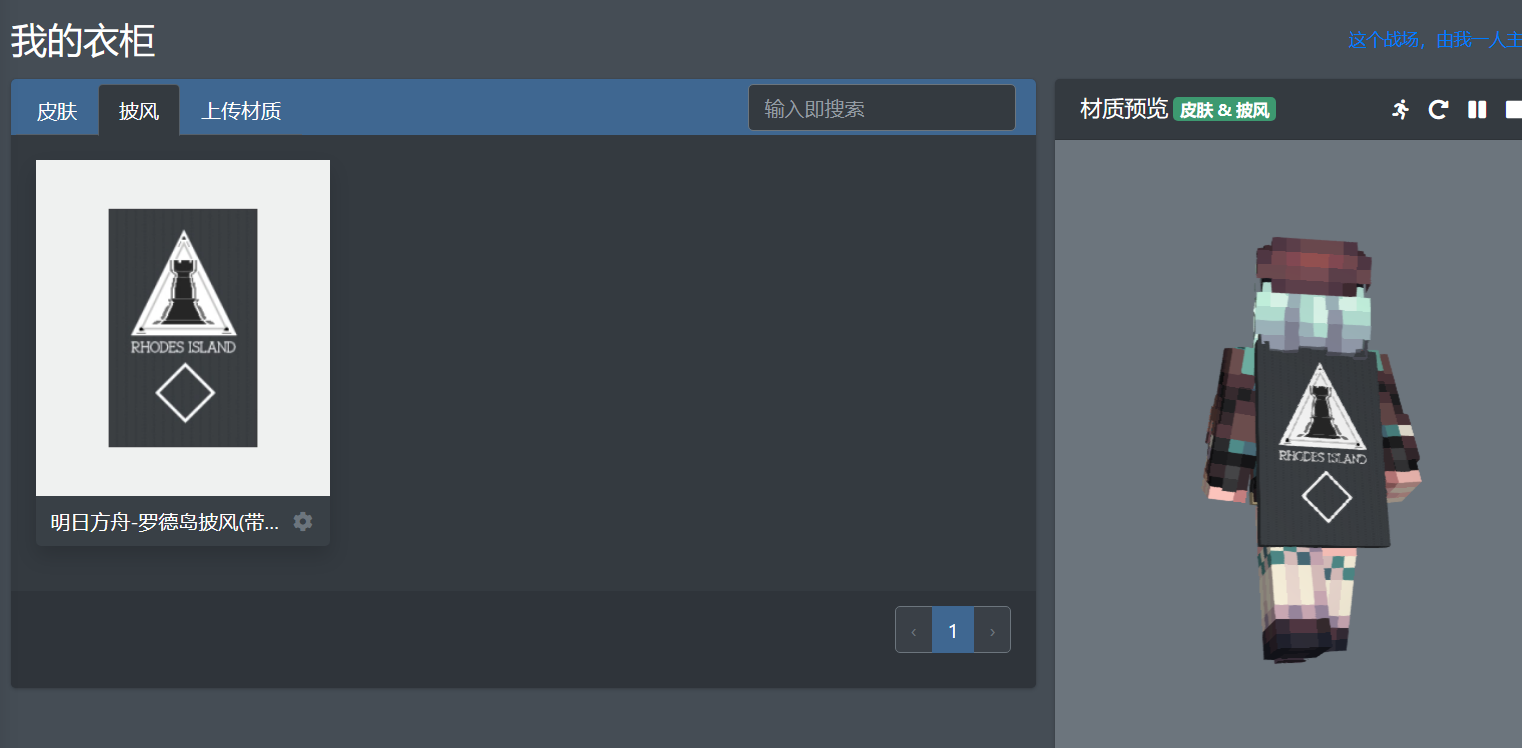 我的衣柜
这个战场，由我一人主
皮肤
披风
上传材质
输入即搜索
材质预览 皮肤 & 披风
RHODES ISLAND
RHODES ISLAND
明日方舟-罗德岛披风(带...
‹ 1 ›